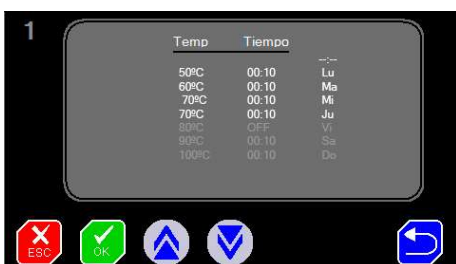 1
Temp Tiempo
--:--
50ºC 00:10 Lu
60ºC 00:10 Ma
70ºC 00:10 Mi
70ºC 00:10 Ju
80ºC OFF Vi
90ºC 00:10 Sa
100ºC 00:10 Do
ESC OK